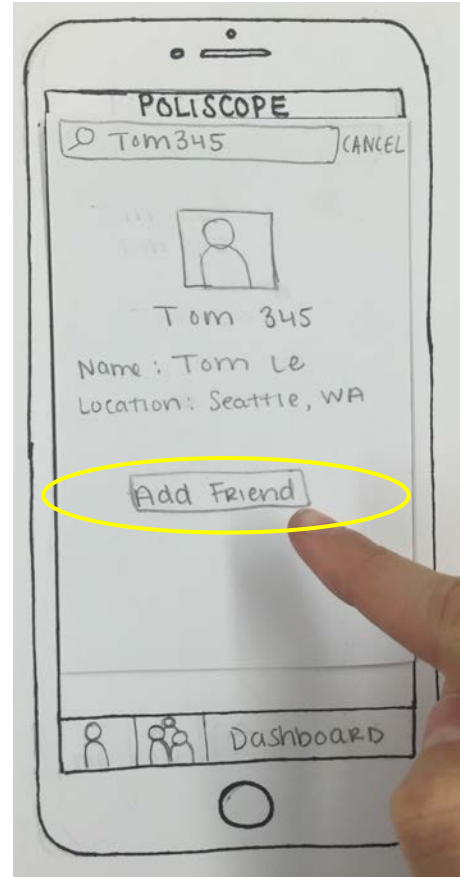 POLISCOPE
Tom345 CANCEL
Tom 345
Name: Tom Le
Location: Seattle, WA
Add Friend
Dashboard